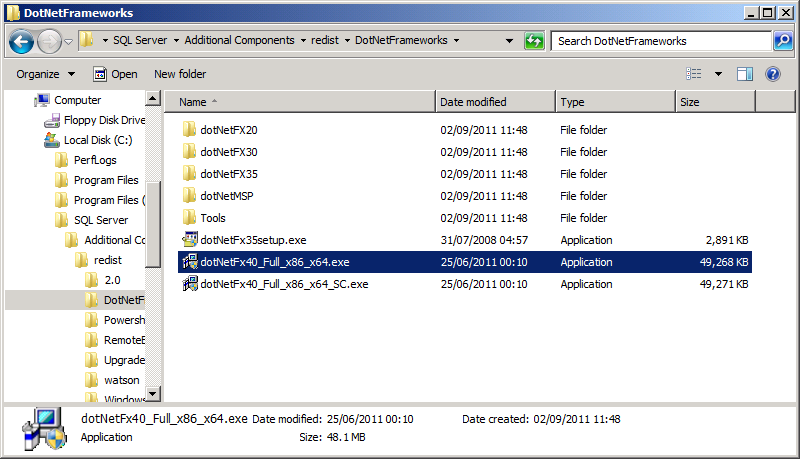 DotNetFrameworks
SQL Server Additional Components redist DotNetFrameworks Search DotNetFrameworks
Organize Open New folder
Computer
Floppy Disk Drive
Local Disk (C:)
PerfLogs
Program Files
Program Files (
SQL Server
Additional Co
redist
2.0
DotNetF
Powersh
RemoteB
Upgrade
watson
Windows
Name Date modified Type Size
dotNetFX20 02/09/2011 11:48 File folder
dotNetFX30 02/09/2011 11:48 File folder
dotNetFX35 02/09/2011 11:48 File folder
dotNetMSP 02/09/2011 11:48 File folder
Tools 02/09/2011 11:48 File folder
dotNetFx35setup.exe 31/07/2008 04:57 Application 2,891 KB
dotNetFx40_Full_x86_x64.exe 25/06/2011 00:10 Application 49,268 KB
dotNetFx40_Full_x86_x64_SC.exe 25/06/2011 00:10 Application 49,271 KB
dotNetFx40_Full_x86_x64.exe Date modified: 25/06/2011 00:10 Date created: 02/09/2011 11:48
Application Size: 48.1 MB